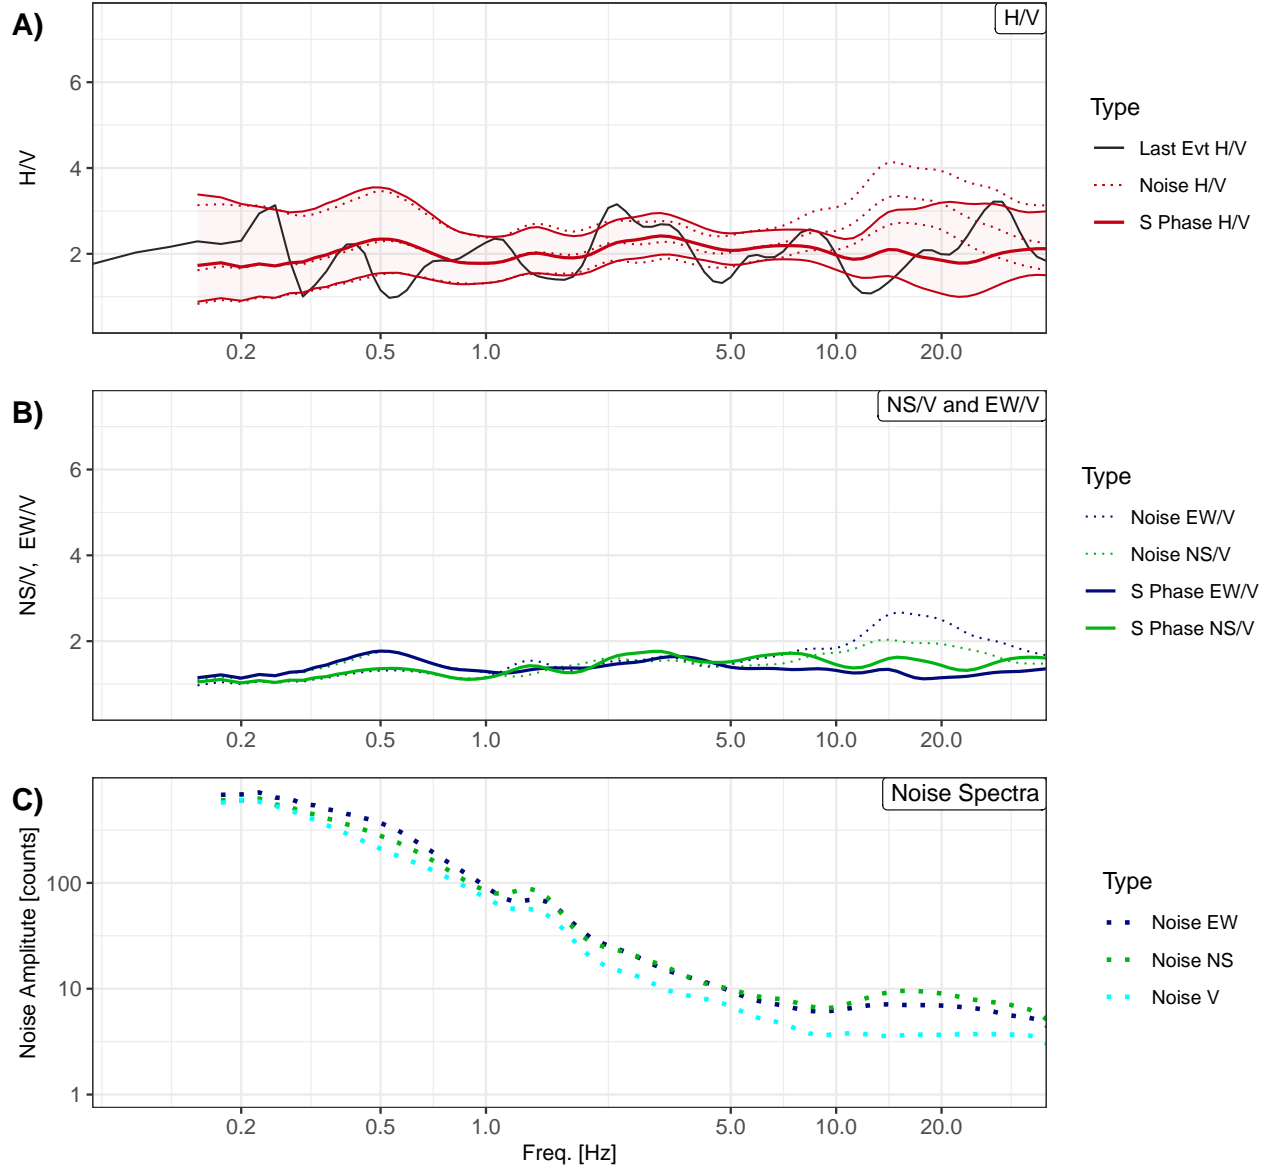 A)
H/V
6
4
2
H/V
0.2
0.5
1.0
5.0
10.0
20.0
Type
Last Evt H/V
Noise H/V
S Phase H/V
B)
NS/V and EW/V
6
4
2
NS/V,  EW/V
0.2
0.5
1.0
5.0
10.0
20.0
Type
Noise EW/V
Noise NS/V
S Phase EW/V
S Phase NS/V
C)
Noise Spectra
100
10
1
Noise Amplitute [counts]
0.2
0.5
1.0
5.0
10.0
20.0
Freq. [Hz]
Type
Noise EW
Noise NS
Noise V